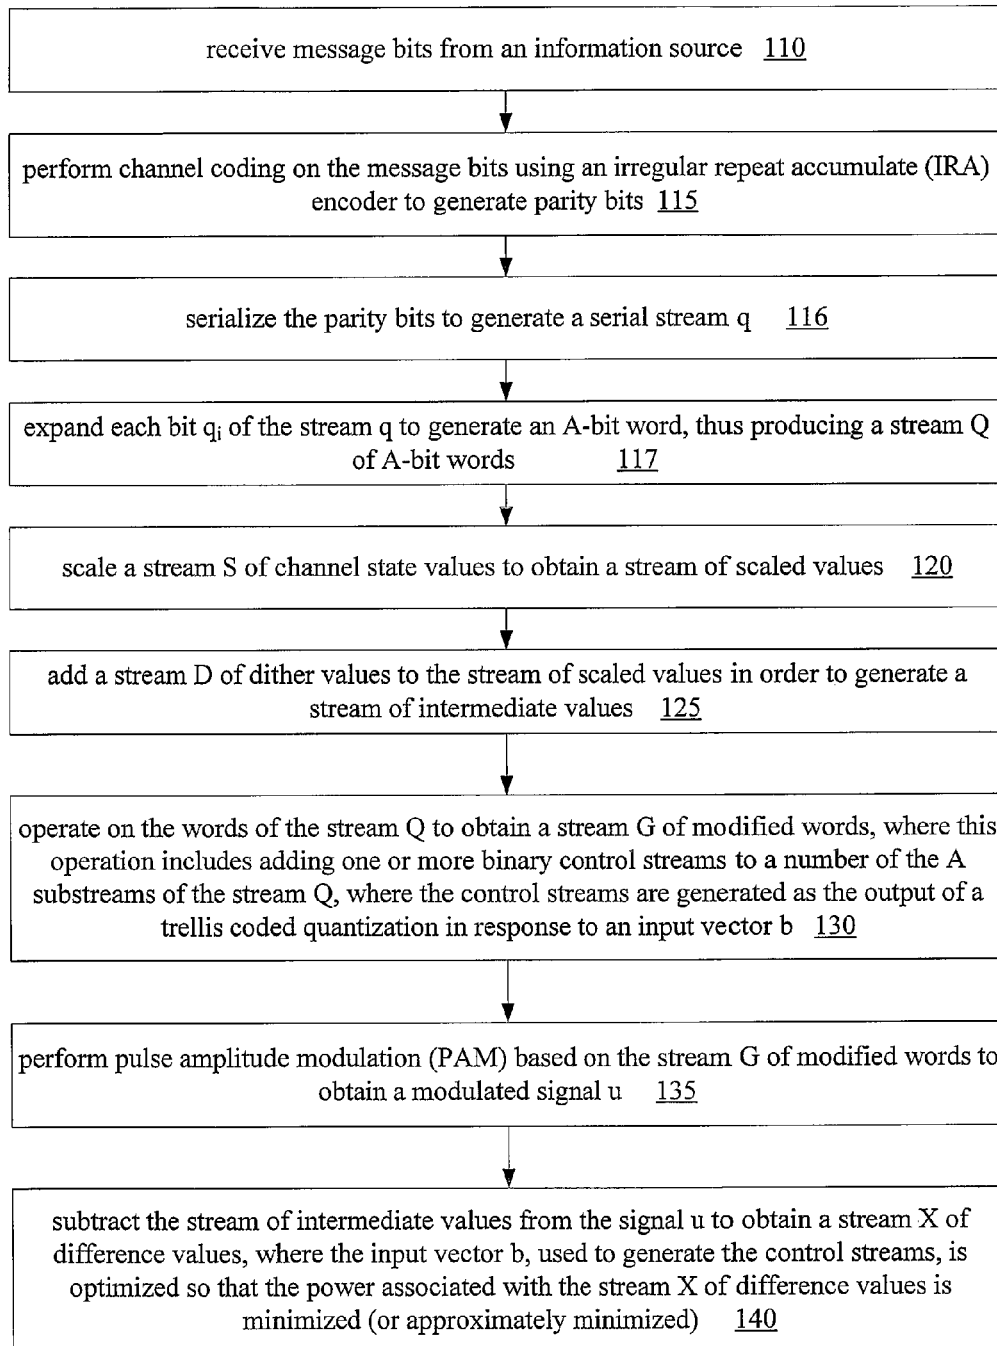 receive message bits from an information source 110
perform channel coding on the message bits using an irregular repeat accumulate (IRA)
encoder to generate parity bits 115
serialize the parity bits to generate a serial stream q 116
expand each bit qi of the stream q to generate an A-bit word, thus producing a stream Q
of A-bit words 117
scale a stream S of channel state values to obtain a stream of scaled values 120
add a stream D of dither values to the stream of scaled values in order to generate a
stream of intermediate values 125
operate on the words of the stream Q to obtain a stream G of modified words, where this
operation includes adding one or more binary control streams to a number of the A
substreams of the stream Q, where the control streams are generated as the output of a
trellis coded quantization in response to an input vector b 130
perform pulse amplitude modulation (PAM) based on the stream G of modified words to
obtain a modulated signal u 135
subtract the stream of intermediate values from the signal u to obtain a stream X of
difference values, where the input vector b, used to generate the control streams, is
optimized so that the power associated with the stream X of difference values is
minimized (or approximately minimized) 140